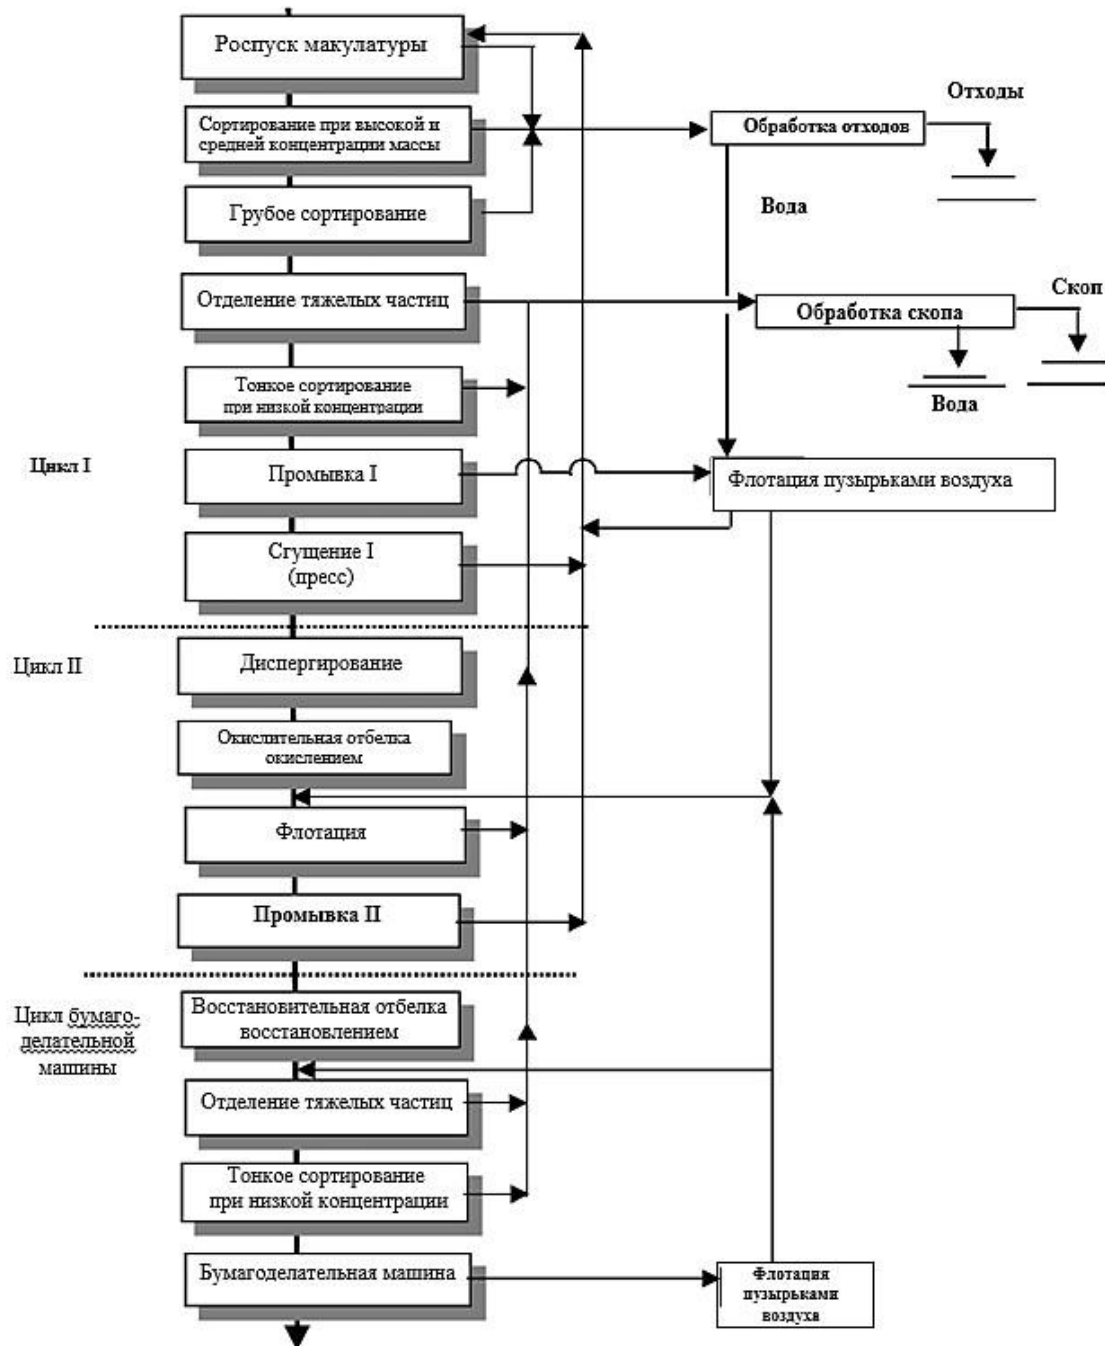 Роспуск макулатуры
Отходы
Сортирование при высокой и
средней концентрации массы
Обработка отходов
Грубое сортирование
Вода
Отделение тяжелых частиц
Скоп
Обработка скопа
Тонкое сортирование
при низкой концентрации
Вода
Цикл I
Промывка I
Флотация пузырьками воздуха
Сгущение I
(пресс)
Цикл II
Диспергирование
Окислительная отбелка
окислением
Флотация
Промывка II
Цикл бумаго-
делательной
машины
Восстановительная отбелка
восстановлением
Отделение тяжелых частиц
Тонкое сортирование
при низкой концентрации
Бумагоделательная машина
Флотация
пузырьками
воздуха